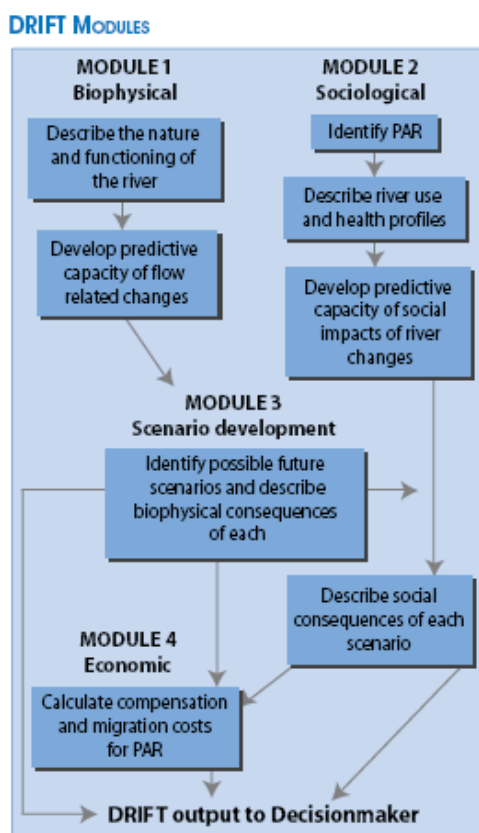 DRIFT MODULES
MODULE 1
Biophysical
Describe the nature
and functioning of
the river
Develop predictive
capacity of flow
related changes
MODULE 2
Sociological
Identify PAR
Describe river use
and health profiles
Develop predictive
capacity of social
impacts of river
changes
MODULE 3
Scenario development
Identify possible future
scenarios and describe
biophysical consequences
of each
Describe social
consequences of each
scenario
MODULE 4
Economic
Calculate compensation
and migration costs
for PAR
DRIFT output to Decisionmaker